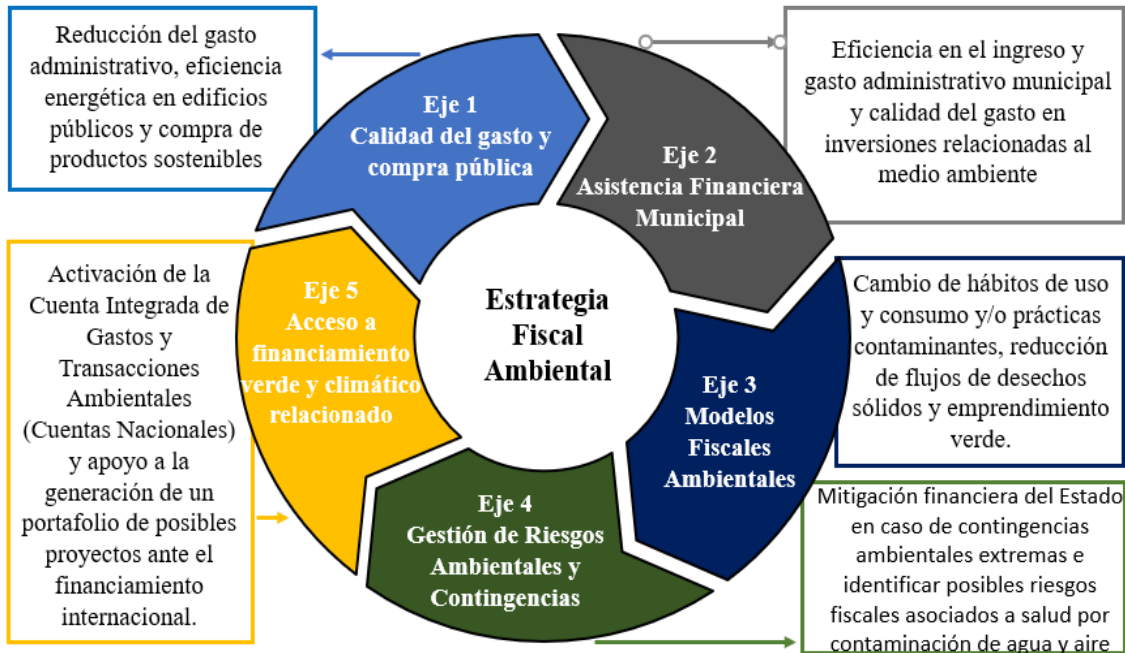 Reducción del gasto
administrativo, eficiencia
energética en edificios
públicos y compra de
productos sostenibles
Eje 1
Calidad del gasto y
compra pública
Eje 2
Asistencia Financiera
Municipal
Eficiencia en el ingreso y
gasto administrativo municipal
y calidad del gasto en
inversiones relacionadas al
medio ambiente
Estrategia
Fiscal
Ambiental
Eje 3
Modelos
Fiscales
Ambientales
Cambio de hábitos de uso
y consumo y/o prácticas
contaminantes, reducción
de flujos de desechos
sólidos y emprendimiento
verde.
Eje 4
Gestión de Riesgos
Ambientales y
Contingencias
Mitigación financiera del Estado
en caso de contingencias
ambientales extremas e
identificar posibles riesgos
fiscales asociados a salud por
contaminación de agua y aire
Eje 5
Acceso a
financiamiento
verde y climático
relacionado
Activación de la
Cuenta Integrada de
Gastos y
Transacciones
Ambientales
(Cuentas Nacionales)
y apoyo a la
generación de un
portafolio de posibles
proyectos ante el
financiamiento
internacional.